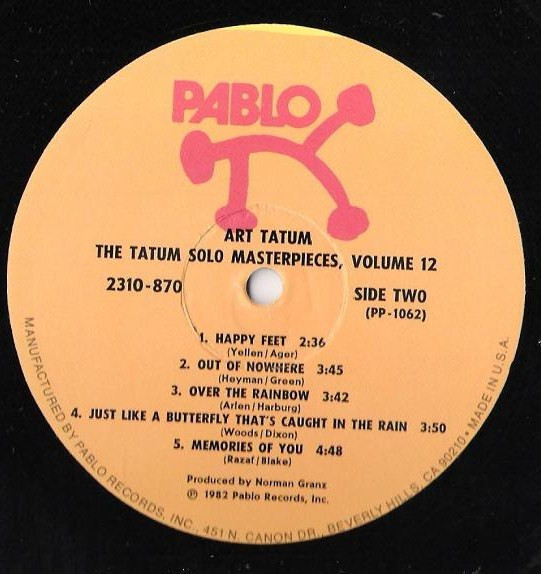 PABLO
ART TATUM
THE TATUM SOLO MASTERPIECES, VOLUME 12
2310-870
SIDE TWO
(PP-1062)
1. HAPPY FEET 2:36
(Yellen/Ager)
2. OUT OF NOWHERE 3:45
(Heyman/Green)
3. OVER THE RAINBOW 3:42
(Arlen/Harburg)
4. JUST LIKE A BUTTERFLY THAT'S CAUGHT IN THE RAIN 3:50
(Woods/Dixon)
5. MEMORIES OF YOU 4:48
(Razaf/Blake)
Produced by Norman Granz
℗ 1982 Pablo Records, Inc.
MANUFACTURED BY PABLO RECORDS, INC., 451 N. CANON DR., BEVERLY HILLS, CA 90210 • MADE IN U.S.A.